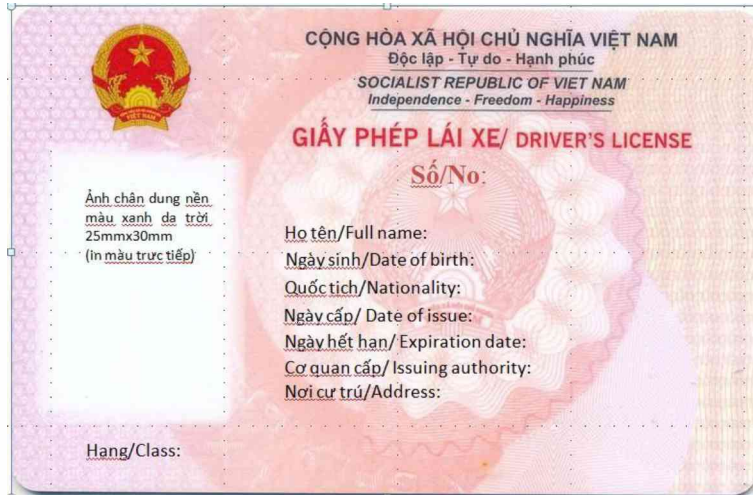 CỘNG HÒA XÃ HỘI CHỦ NGHĨA VIỆT NAM
Độc lập - Tự do - Hạnh phúc
SOCIALIST REPUBLIC OF VIET NAM
Independence - Freedom - Happiness
VIỆT NAM
GIẤY PHÉP LÁI XE/ DRIVER'S LICENSE
Số/No:
Ảnh chân dung nền
màu xanh da trời
25mmx30mm
(in màu trực tiếp)
Họ tên/Full name:
Ngày sinh/Date of birth:
Quốc tịch/Nationality:
Ngày cấp/ Date of issue:
Ngày hết hạn/ Expiration date:
Cơ quan cấp/ Issuing authority:
Nơi cư trú/Address:
Hạng/Class: